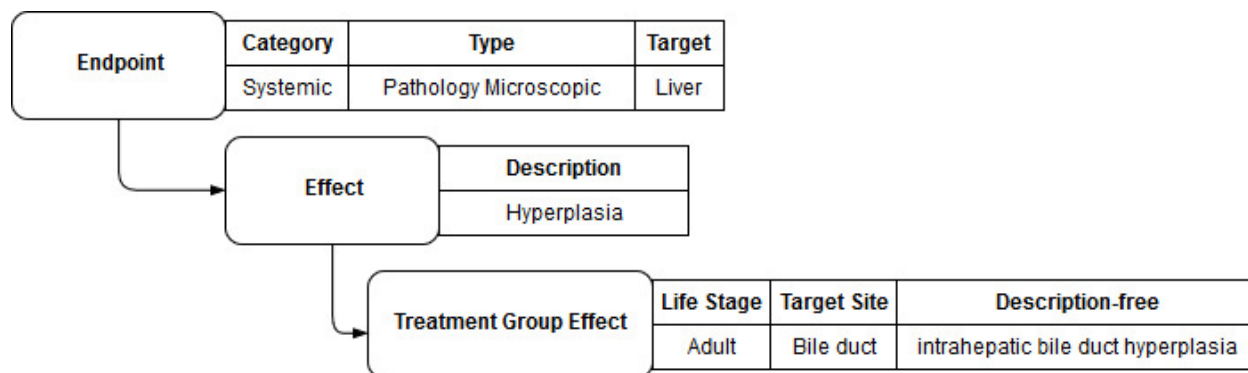 Endpoint
Category Type Target
Systemic Pathology Microscopic Liver
Effect
Description
Hyperplasia
Treatment Group Effect
Life Stage Target Site Description-free
Adult Bile duct intrahepatic bile duct hyperplasia